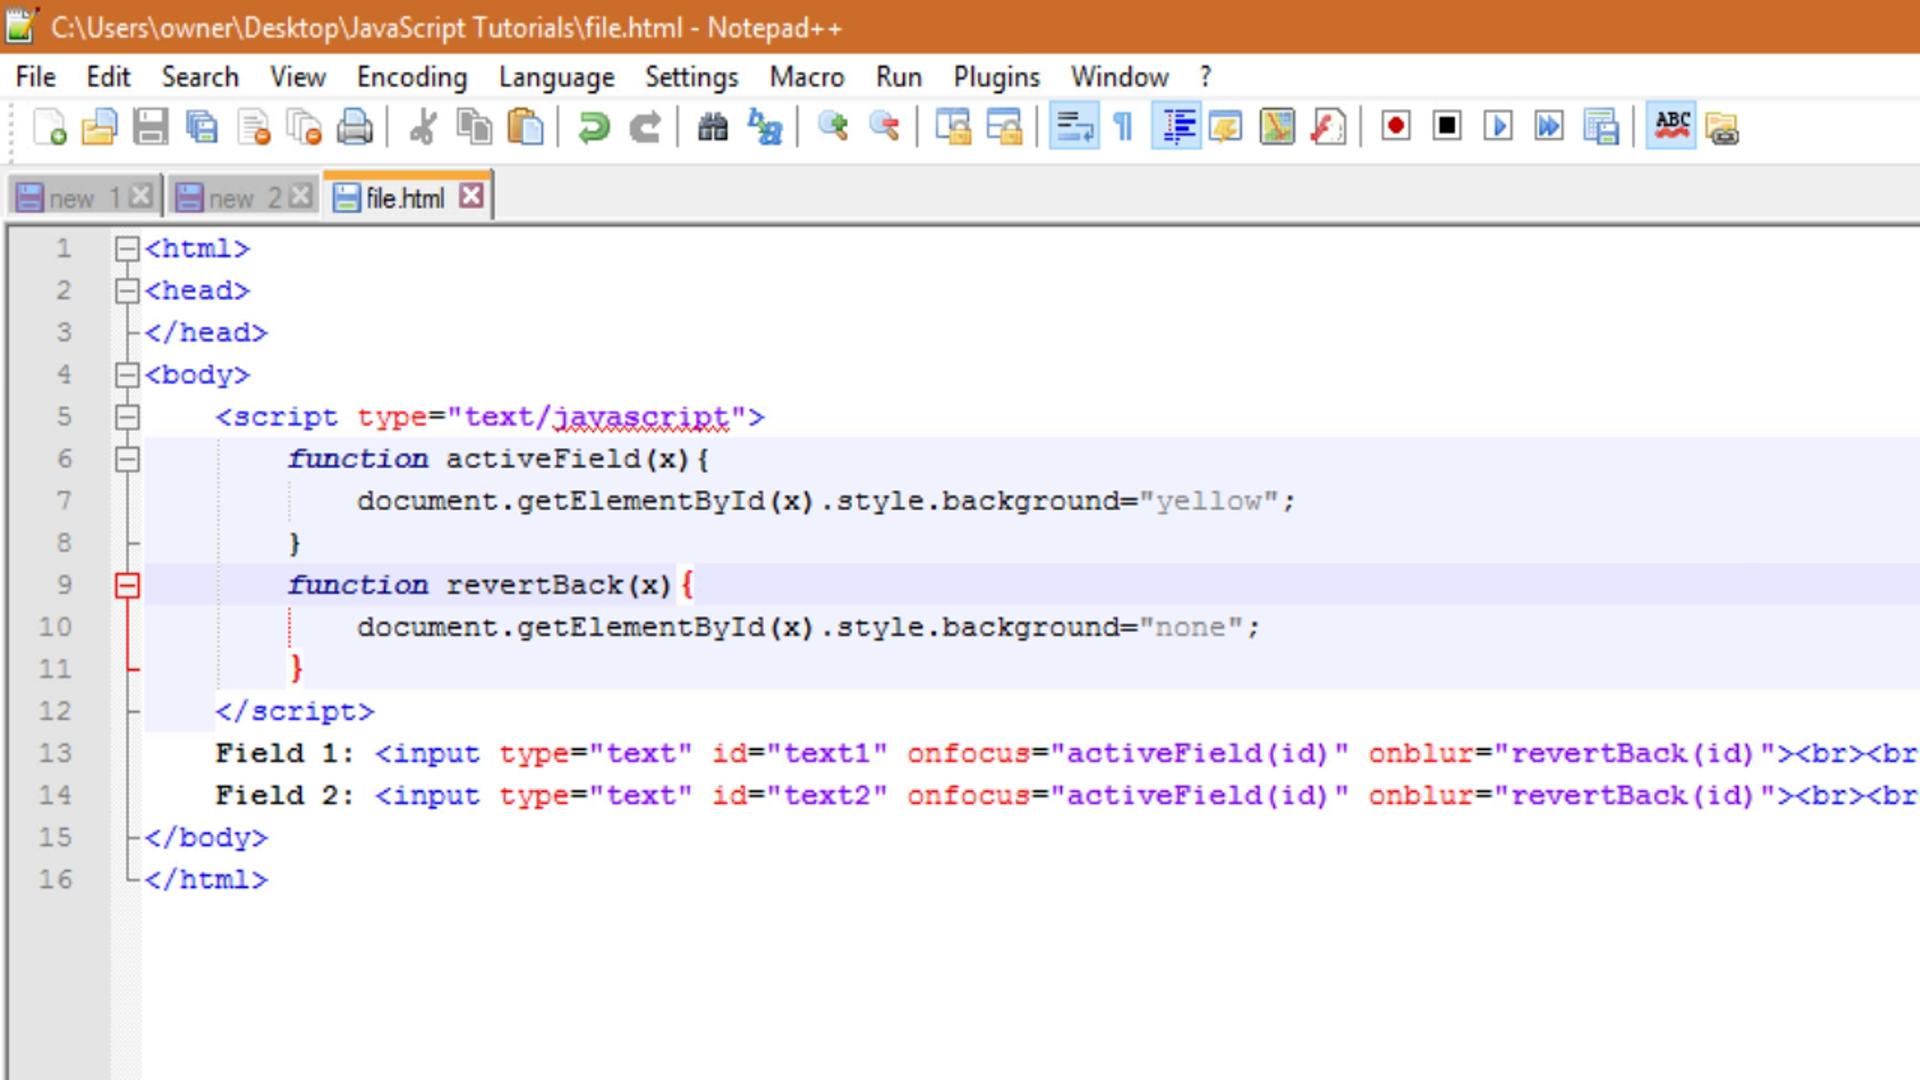 C:\Users\owner\Desktop\JavaScript Tutorials\file.html - Notepad++
File Edit Search View Encoding Language Settings Macro Run Plugins Window ?
ABC
new 1 new 2 file.html
1 <html>
2 <head>
3 </head>
4 <body>
5 <script type="text/javascript">
6 function activeField(x){
7 document.getElementById(x).style.background="yellow";
8 }
9 function revertBack(x){
10 document.getElementById(x).style.background="none";
11 }
12 </script>
13 Field 1: <input type="text" id="text1" onfocus="activeField(id)" onblur="revertBack(id)"><br><br
14 Field 2: <input type="text" id="text2" onfocus="activeField(id)" onblur="revertBack(id)"><br><br
15 </body>
16 </html>